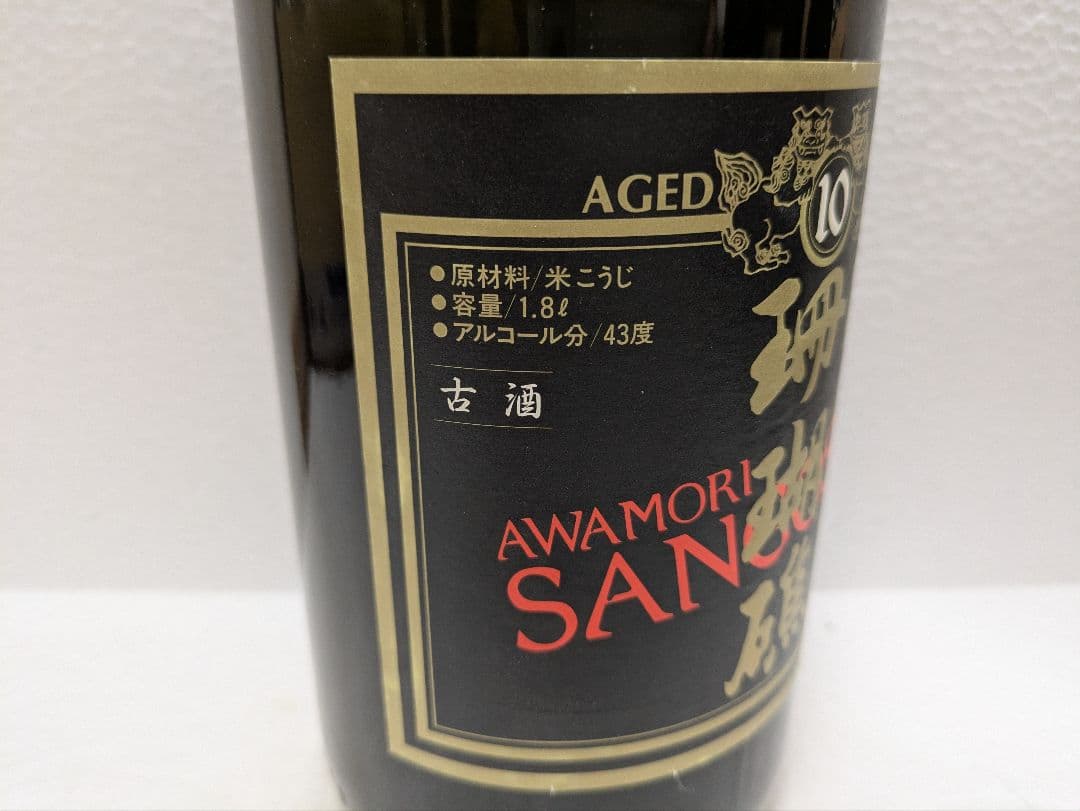 AGED
10
●原材料/米こうじ
●容量/1.8ℓ
●アルコール分/43度
古酒
珊瑚礁
AWAMORI